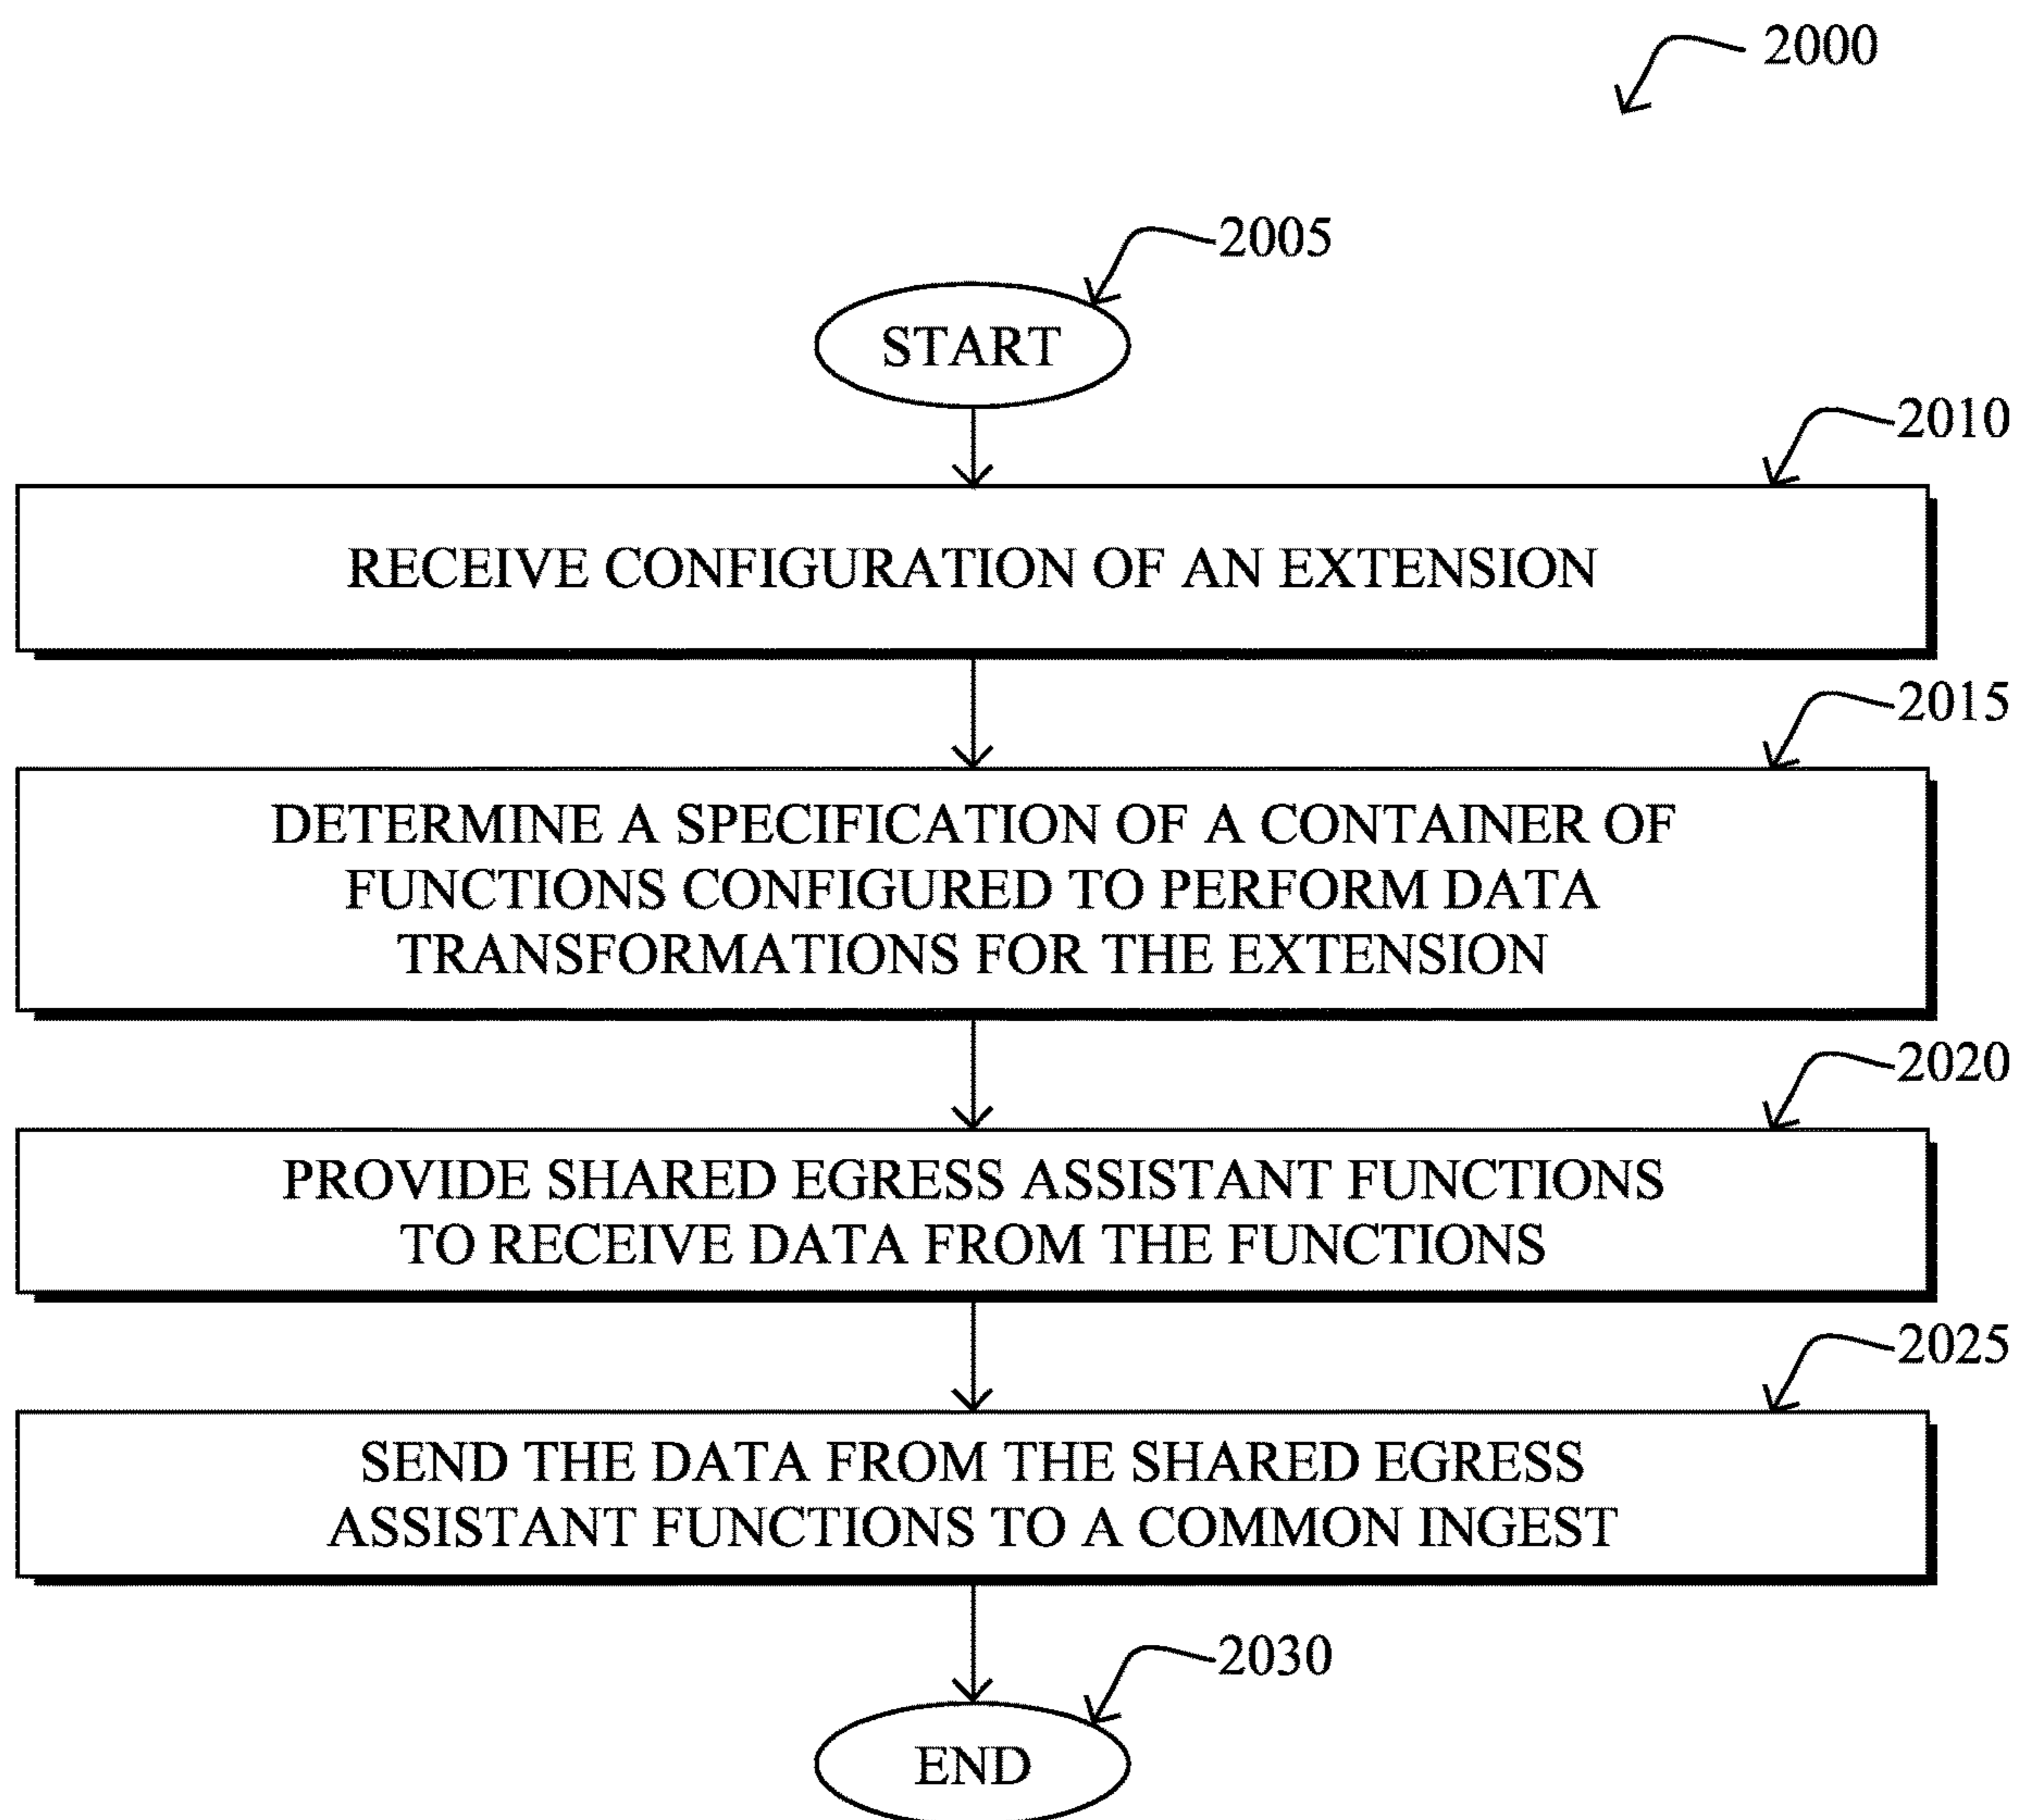 2000
2005
START
2010
RECEIVE CONFIGURATION OF AN EXTENSION
2015
DETERMINE A SPECIFICATION OF A CONTAINER OF
FUNCTIONS CONFIGURED TO PERFORM DATA
TRANSFORMATIONS FOR THE EXTENSION
2020
PROVIDE SHARED EGRESS ASSISTANT FUNCTIONS
TO RECEIVE DATA FROM THE FUNCTIONS
2025
SEND THE DATA FROM THE SHARED EGRESS
ASSISTANT FUNCTIONS TO A COMMON INGEST
2030
END